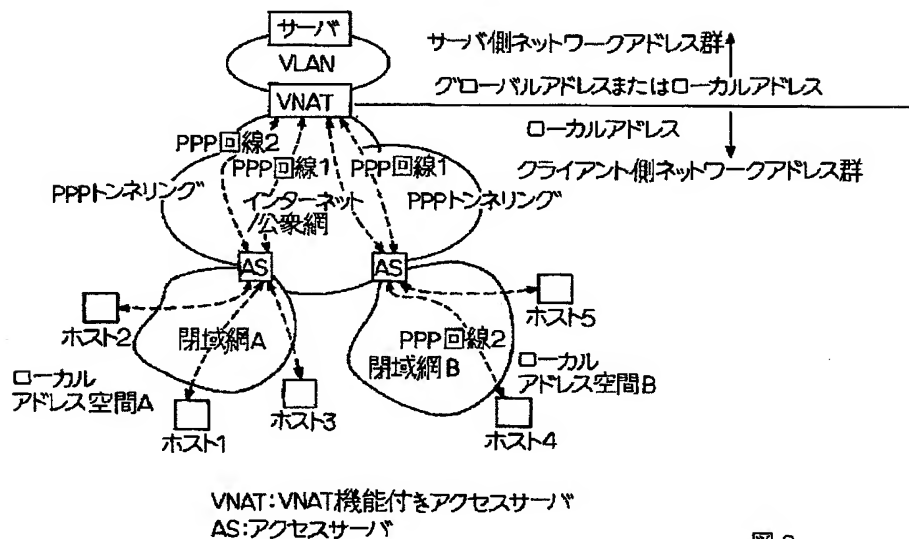 サーバ
VLAN
VNAT
サーバ側ネットワークアドレス群
グローバルアドレスまたはローカルアドレス
ローカルアドレス
クライアント側ネットワークアドレス群
PPP回線2
PPP回線1
PPP回線1
PPPトンネリング
インターネット
/公衆網
PPPトンネリング
AS
AS
ホスト2
閉域網A
ローカル
アドレス空間A
ホスト1
ホスト3
PPP回線2
閉域網B
ホスト5
ローカル
アドレス空間B
ホスト4
VNAT:VNAT機能付きアクセスサーバ
AS:アクセスサーバ